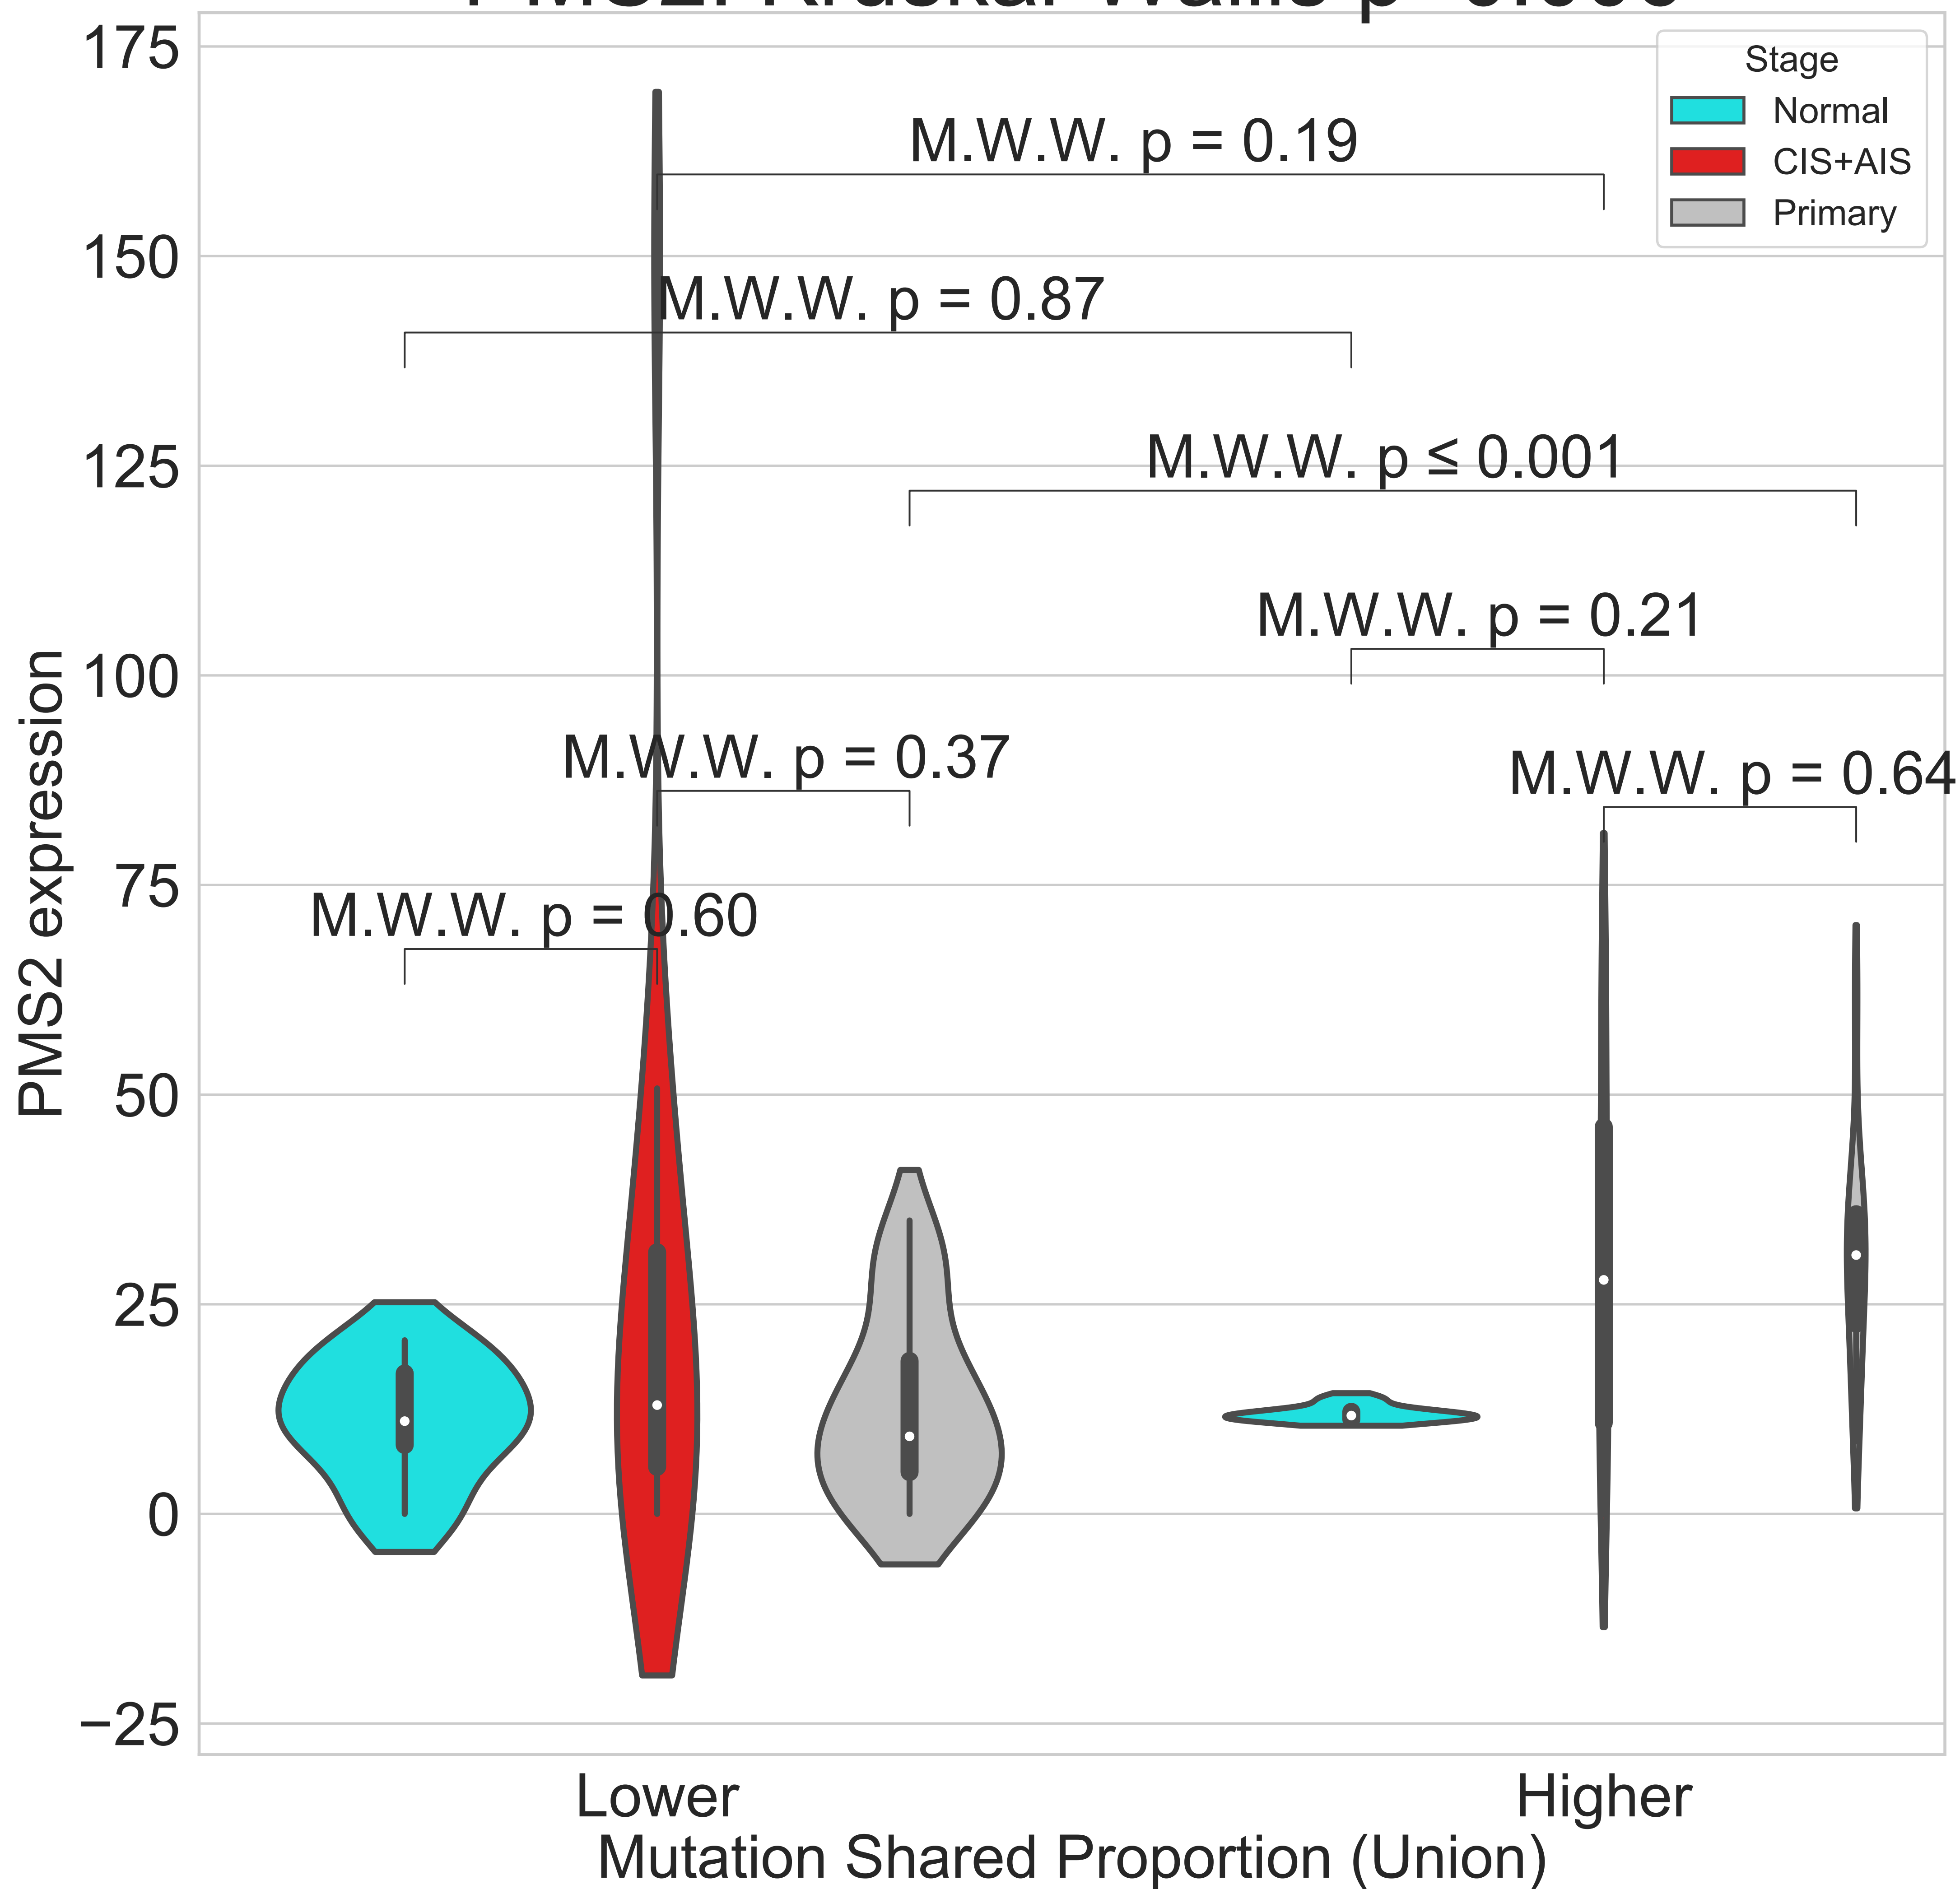 175
Stage
Normal
CIS+AIS
Primary
M.W.W. p = 0.19
150
M.W.W. p = 0.87
125
M.W.W. p ≤ 0.001
M.W.W. p = 0.21
100
M.W.W. p = 0.37
M.W.W. p = 0.64
75
M.W.W. p = 0.60
50
25
0
−25
PMS2 expression
Lower
Higher
Mutation Shared Proportion (Union)